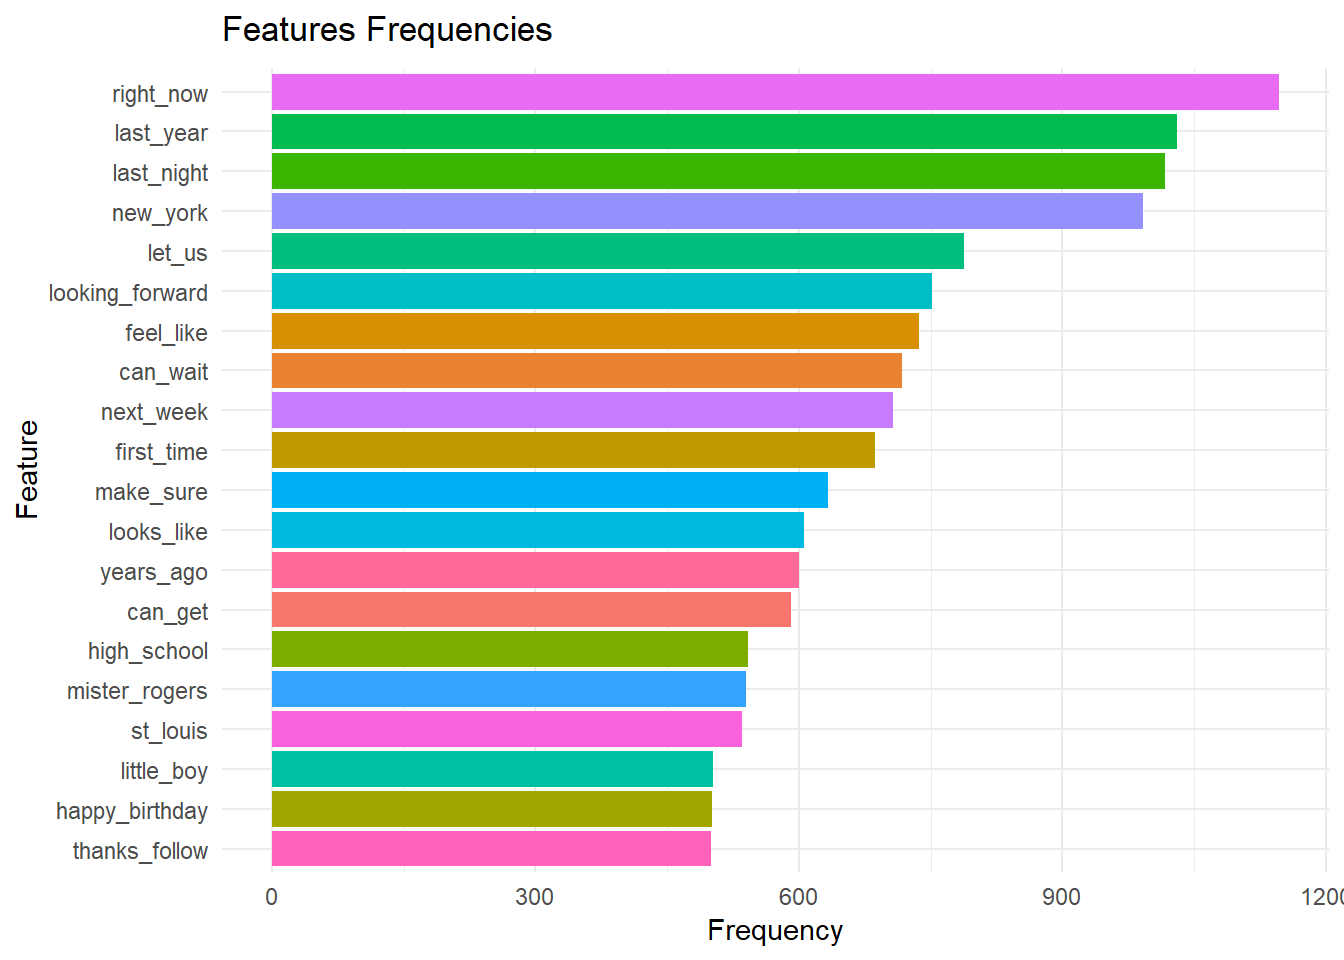 Features Frequencies
right_now
last_year
last_night
new_york
let_us
looking_forward
feel_like
can_wait
next_week
first_time
make_sure
looks_like
years_ago
can_get
high_school
mister_rogers
st_louis
little_boy
happy_birthday
thanks_follow
Feature
0 300 600 900 1200
Frequency